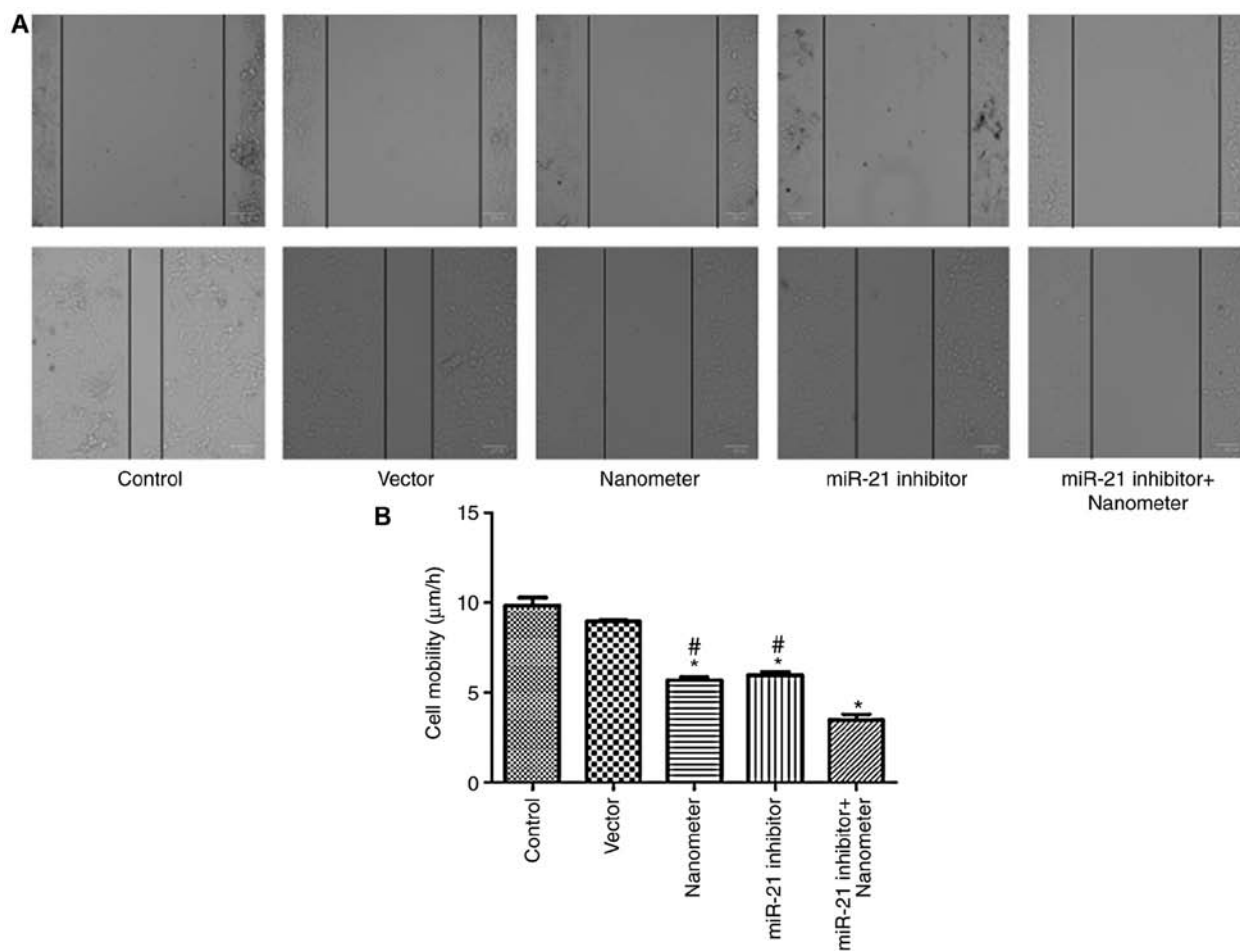 A
Control
Vector
Nanometer
miR-21 inhibitor
miR-21 inhibitor+
Nanometer
B
Cell mobility (μm/h)
15
10
5
0
#
*
#
*
*
Control
Vector
Nanometer
miR-21 inhibitor
miR-21 inhibitor+
Nanometer